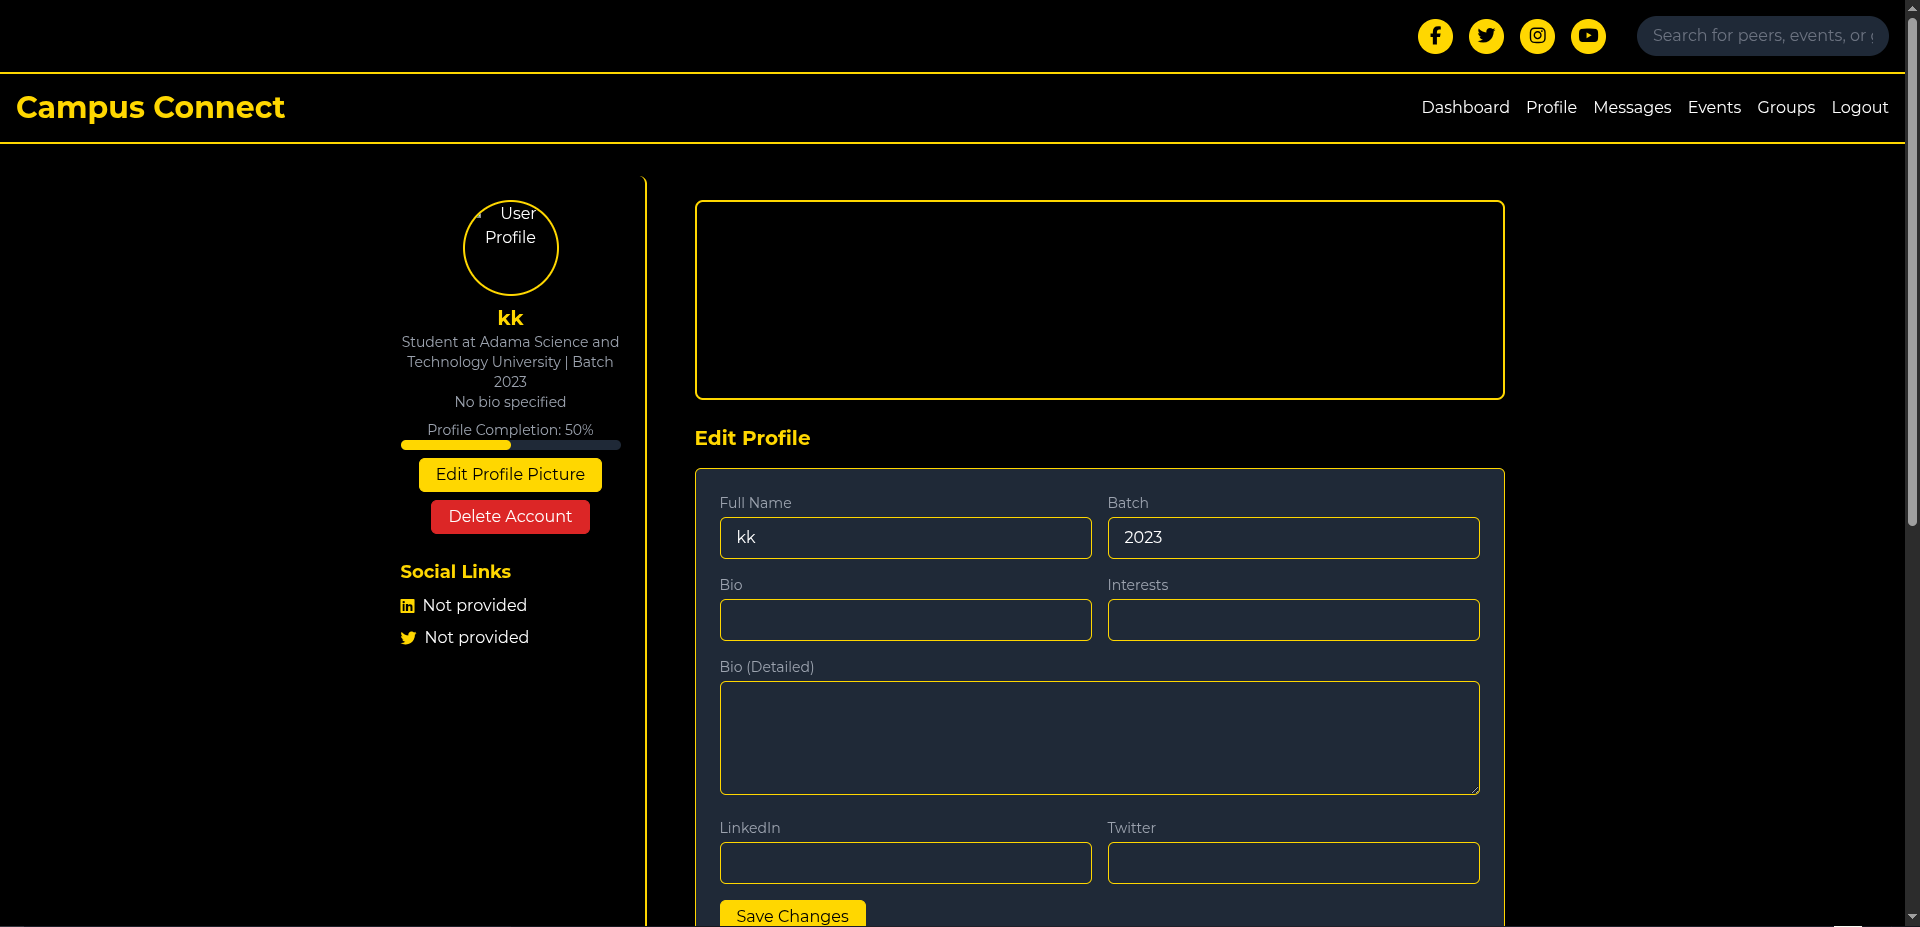 Search for peers, events, or g
Campus Connect
Dashboard Profile Messages Events Groups Logout
User
Profile
kk
Student at Adama Science and
Technology University | Batch
2023
No bio specified
Profile Completion: 50%
Edit Profile Picture
Delete Account
Social Links
Not provided
Not provided
Edit Profile
Full Name
kk
Batch
2023
Bio
Interests
Bio (Detailed)
LinkedIn
Twitter
Save Changes